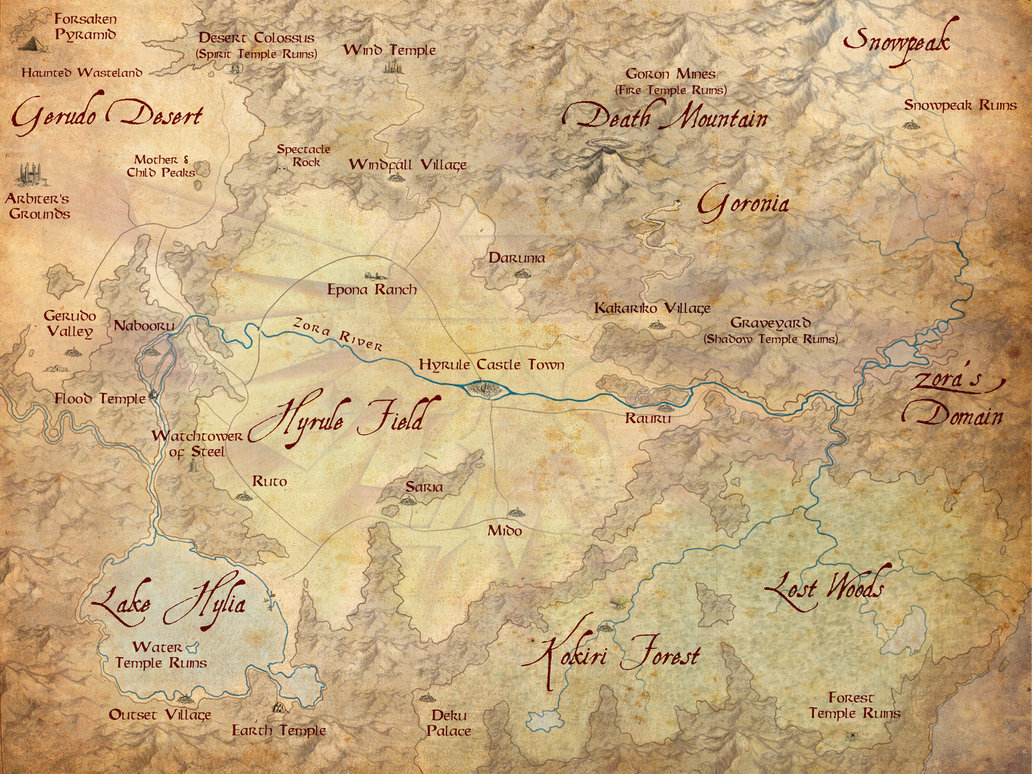 Forsaken
Pyramid
Haunted Wasteland
Desert Colossus
(Spirit Temple Ruins)
Wind Temple
Snowpeak
Goron Mines
(Fire Temple Ruins)
Death Mountain
Snowpeak Ruins
Gerudo Desert
Mother &
Child Peaks
Spectacle
Rock
Windfall Village
Arbiter's
Grounds
Goronia
Darunia
Epona Ranch
Kakariko Village
Graveyard
(Shadow Temple Ruins)
Gerudo
Valley
Nabooru
Zora River
Hyrule Castle Town
Zora's
Domain
Flood Temple
Hyrule Field
Rauru
Watchtower
of Steel
Ruto
Saria
Mido
Lake Hylia
Lost Woods
Water
Temple Ruins
Kokiri Forest
Outset Village
Earth Temple
Deku
Palace
Forest
Temple Ruins